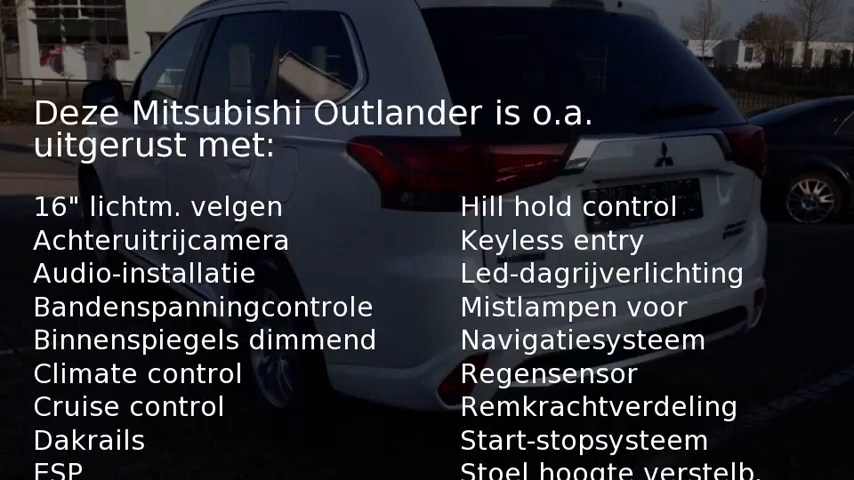 Deze Mitsubishi Outlander is o.a.
uitgerust met:
16" lichtm. velgen
Achteruitrijcamera
Audio-installatie
Bandenspanningcontrole
Binnenspiegels dimmend
Climate control
Cruise control
Dakrails
ESP
Hill hold control
Keyless entry
Led-dagrijverlichting
Mistlampen voor
Navigatiesysteem
Regensensor
Remkrachtverdeling
Start-stopsysteem
Stoel hoogte verstelb.